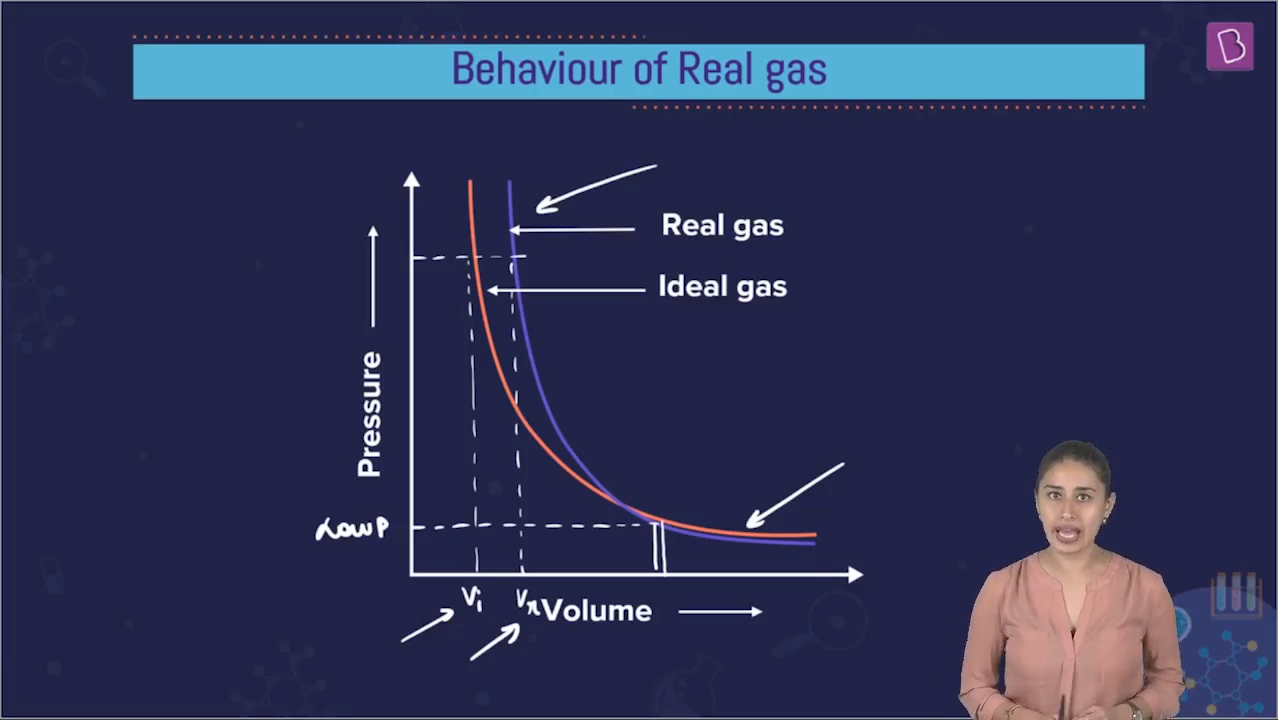 Behaviour of Real gas
Real gas
Ideal gas
Pressure
Low P
Vi
Vr
Volume